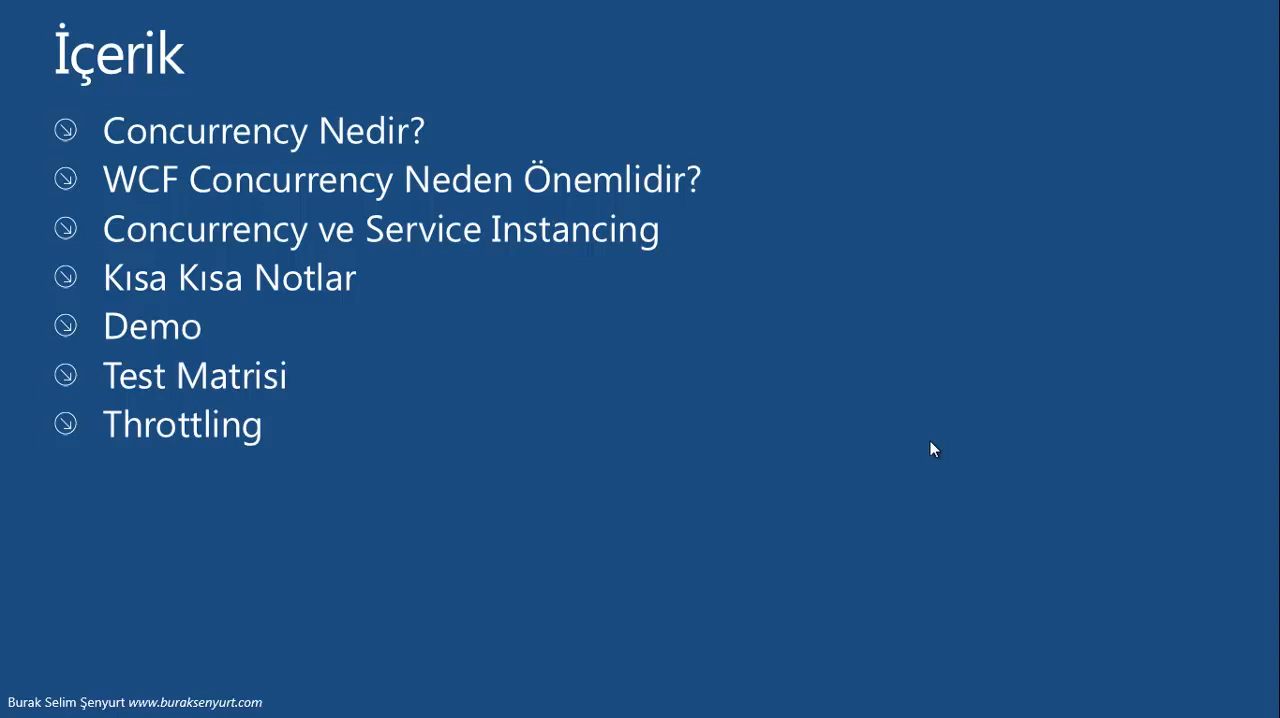 İçerik
Concurrency Nedir?
WCF Concurrency Neden Önemlidir?
Concurrency ve Service Instancing
Kısa Kısa Notlar
Demo
Test Matrisi
Throttling
Burak Selim Şenyurt www.buraksenyurt.com